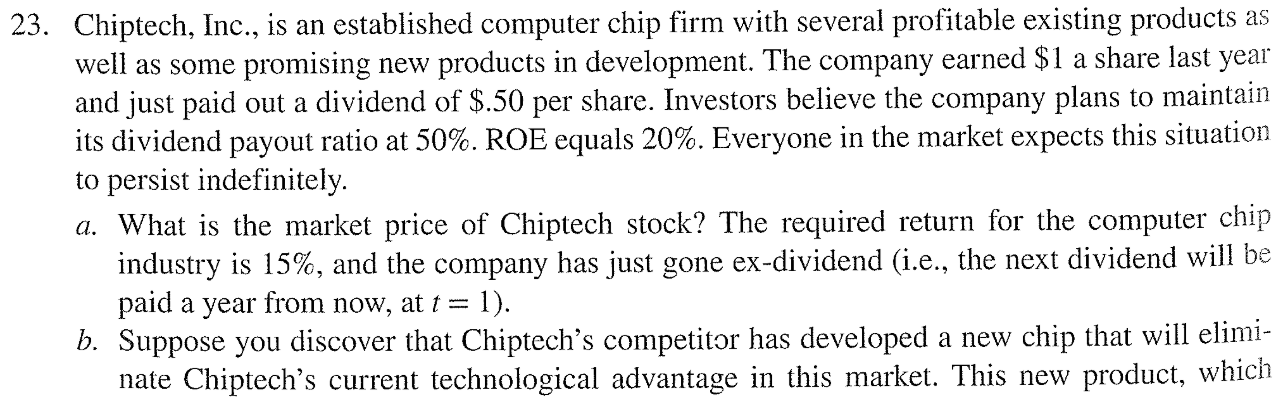 23. Chiptech, Inc., is an established computer chip firm with several profitable existing products as
well as some promising new products in development. The company earned $1 a share last year
and just paid out a dividend of $.50 per share. Investors believe the company plans to maintain
its dividend payout ratio at 50%. ROE equals 20%. Everyone in the market expects this situation
to persist indefinitely.
a. What is the market price of Chiptech stock? The required return for the computer chip
industry is 15%, and the company has just gone ex-dividend (i.e., the next dividend will be
paid a year from now, at t = 1).
b. Suppose you discover that Chiptech's competitor has developed a new chip that will elimi-
nate Chiptech's current technological advantage in this market. This new product, which